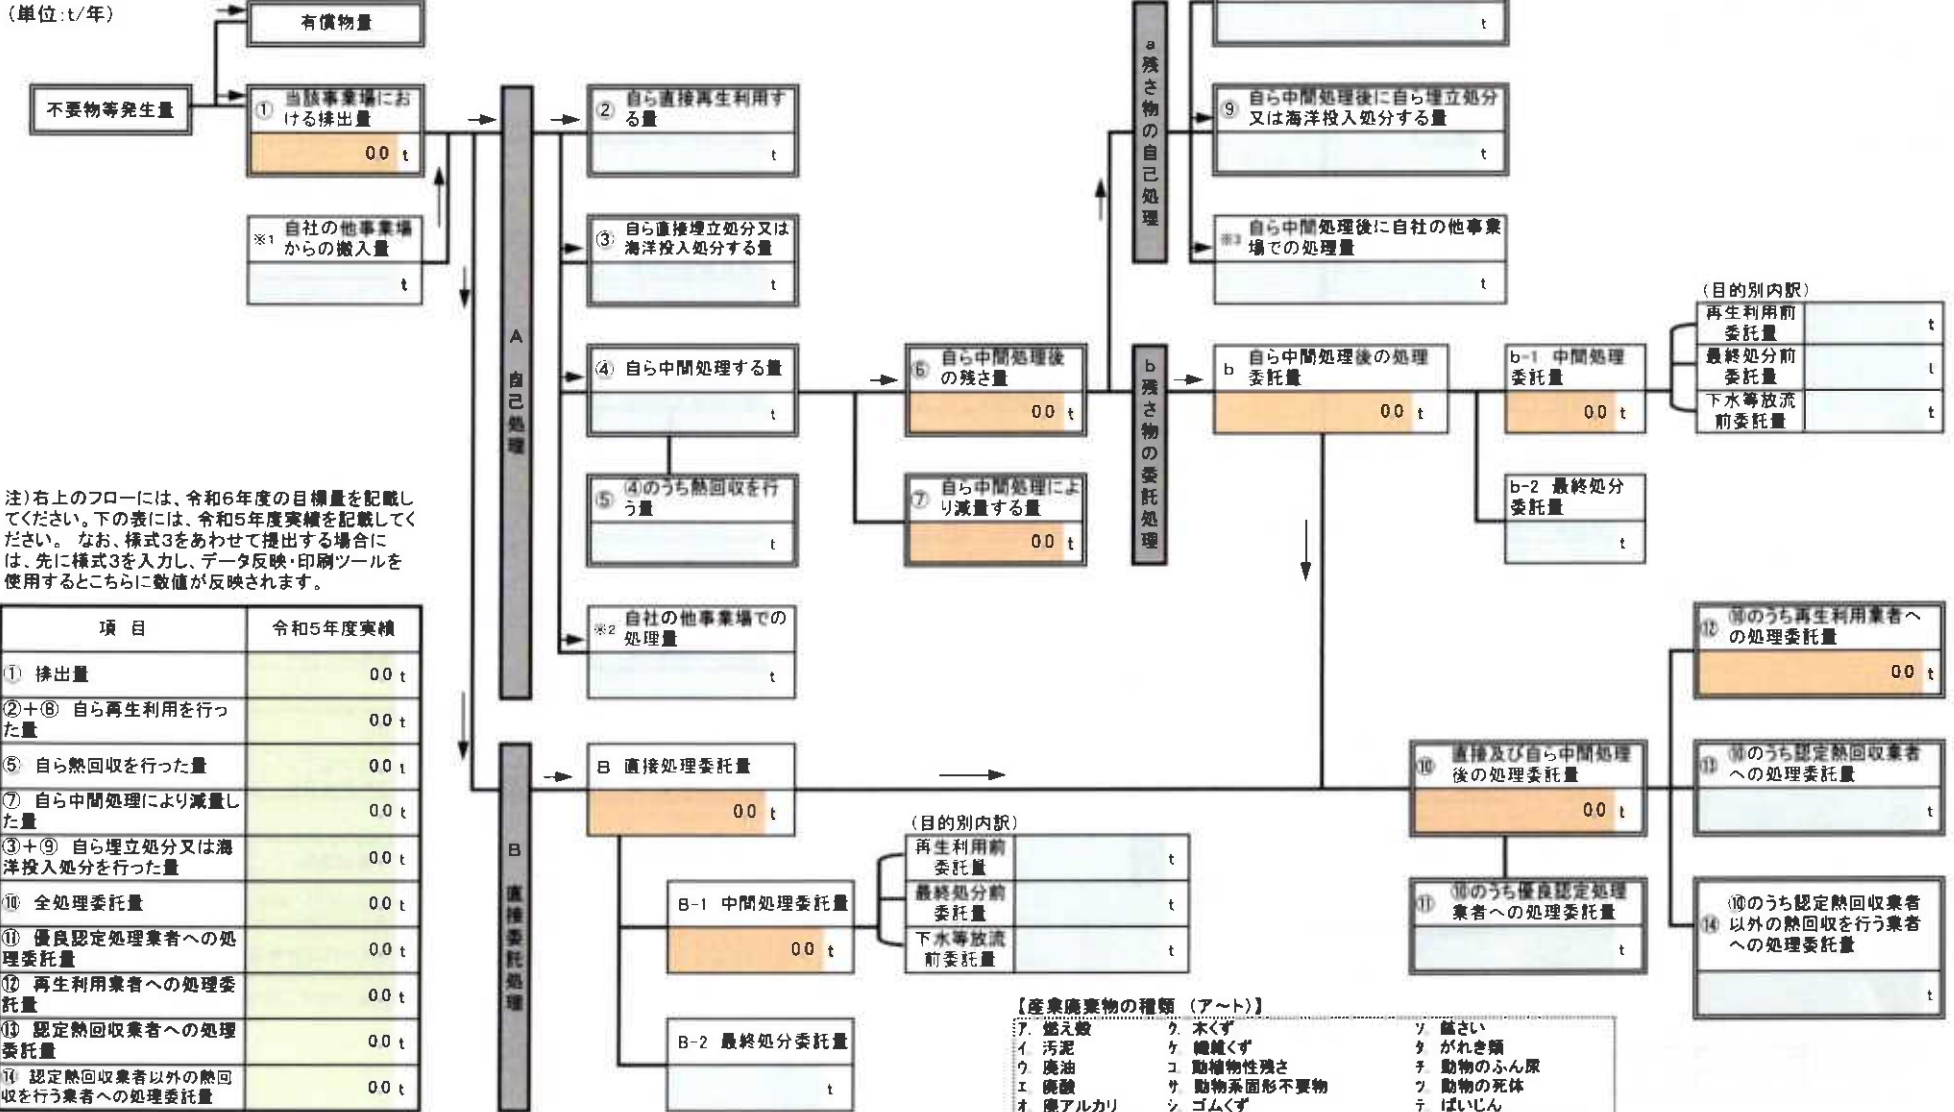 (単位:t/年)
有償物量
不要物等発生量
① 当該事業場にお
ける排出量
0.0 t
※1 自社の他事業場
からの搬入量
t
A 自己処理
② 自ら直接再生利用す
る量
t
③ 自ら直接埋立処分又は
海洋投入処分する量
t
④ 自ら中間処理する量
t
⑤ ④のうち熱回収を行
う量
t
※2 自社の他事業場での
処理量
t
⑥ 自ら中間処理後
の残さ量
0.0 t
⑦ 自ら中間処理によ
り減量する量
0.0 t
a 残さ物の自己処理
t
⑨ 自ら中間処理後に自ら埋立処分
又は海洋投入処分する量
t
※3 自ら中間処理後に自社の他事業
場での処理量
t
b 残さ物の委託処理
b 自ら中間処理後の処理
委託量
0.0 t
b-1 中間処理
委託量
0.0 t
b-2 最終処分
委託量
t
(目的別内訳)
再生利用前
委託量 t
最終処分前
委託量 t
下水等放流
前委託量 t
注)右上のフローには、令和6年度の目標量を記載し
てください。下の表には、令和5年度実績を記載してく
ださい。 なお、様式3をあわせて提出する場合に
は、先に様式3を入力し、データ反映・印刷ツールを
使用するとこちらに数値が反映されます。
項 目 令和5年度実績
① 排出量 0.0 t
②+⑧ 自ら再生利用を行っ
た量 0.0 t
⑤ 自ら熱回収を行った量 0.0 t
⑦ 自ら中間処理により減量し
た量 0.0 t
③+⑨ 自ら埋立処分又は海
洋投入処分を行った量 0.0 t
⑩ 全処理委託量 0.0 t
⑪ 優良認定処理業者への処
理委託量 0.0 t
⑫ 再生利用業者への処理委
託量 0.0 t
⑬ 認定熱回収業者への処理
委託量 0.0 t
⑭ 認定熱回収業者以外の熱回
収を行う業者への処理委託量 0.0 t
B 直接委託処理
B 直接処理委託量
0.0 t
B-1 中間処理委託量
0.0 t
B-2 最終処分委託量
t
(目的別内訳)
再生利用前
委託量 t
最終処分前
委託量 t
下水等放流
前委託量 t
⑩ 直接及び自ら中間処理
後の処理委託量
0.0 t
⑪ ⑩のうち優良認定処理
業者への処理委託量
t
⑫ ⑩のうち再生利用業者へ
の処理委託量
0.0 t
⑬ ⑩のうち認定熱回収業者
への処理委託量
t
⑭ ⑩のうち認定熱回収業者
以外の熱回収を行う業者
への処理委託量
t
【産業廃棄物の種類 (ア～ト)】
ア. 燃え殻 ク. 木くず ソ. 鉱さい
イ. 汚泥 ケ. 繊維くず タ. がれき類
ウ. 廃油 コ. 動植物性残さ チ. 動物のふん尿
エ. 廃酸 サ. 動物系固形不要物 ツ. 動物の死体
オ. 廃アルカリ シ. ゴムくず テ. ばいじん